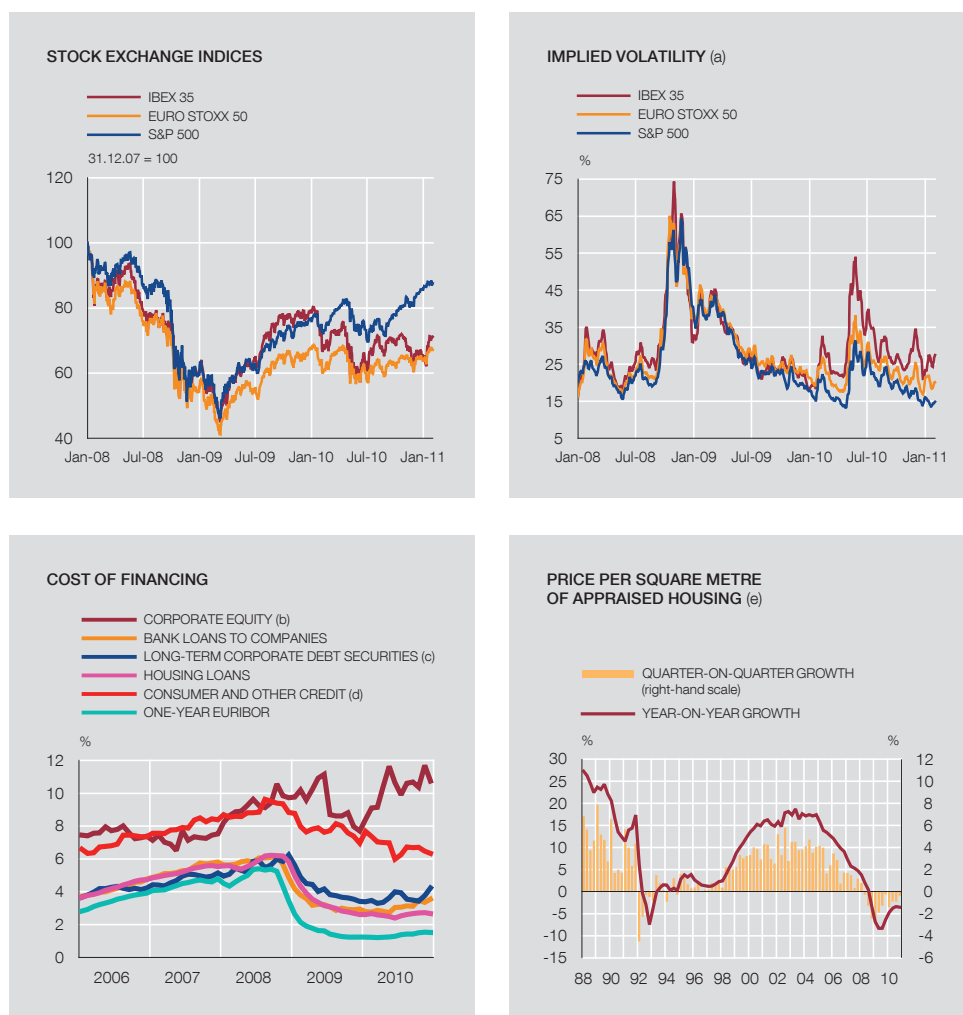 STOCK EXCHANGE INDICES
IBEX 35
EURO STOXX 50
S&P 500
31.12.07 = 100
120
100
80
60
40
Jan-08 Jul-08 Jan-09 Jul-09 Jan-10 Jul-10 Jan-11
IMPLIED VOLATILITY (a)
IBEX 35
EURO STOXX 50
S&P 500
%
75
65
55
45
35
25
15
5
Jan-08 Jul-08 Jan-09 Jul-09 Jan-10 Jul-10 Jan-11
COST OF FINANCING
CORPORATE EQUITY (b)
BANK LOANS TO COMPANIES
LONG-TERM CORPORATE DEBT SECURITIES (c)
HOUSING LOANS
CONSUMER AND OTHER CREDIT (d)
ONE-YEAR EURIBOR
%
12
10
8
6
4
2
0
2006 2007 2008 2009 2010
PRICE PER SQUARE METRE
OF APPRAISED HOUSING (e)
QUARTER-ON-QUARTER GROWTH
(right-hand scale)
YEAR-ON-YEAR GROWTH
% %
30 12
25 10
20 8
15 6
10 4
5 2
0 0
-5 -2
-10 -4
-15 -6
88 90 92 94 96 98 00 02 04 06 08 10